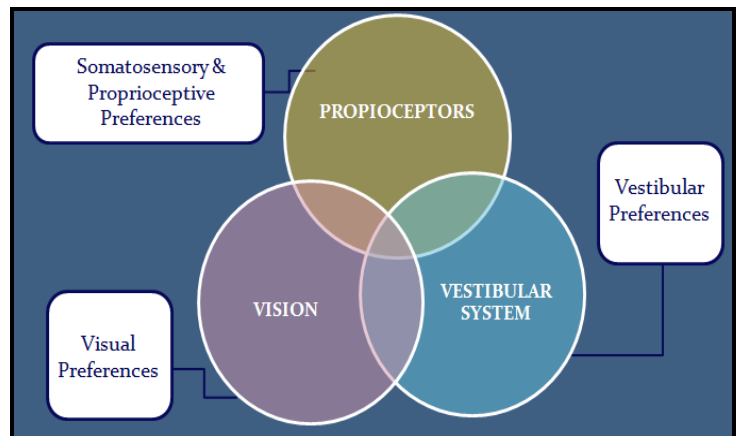 Somatosensory &
Proprioceptive
Preferences
PROPIOCEPTORS
Vestibular
Preferences
VISION
VESTIBULAR
SYSTEM
Visual
Preferences